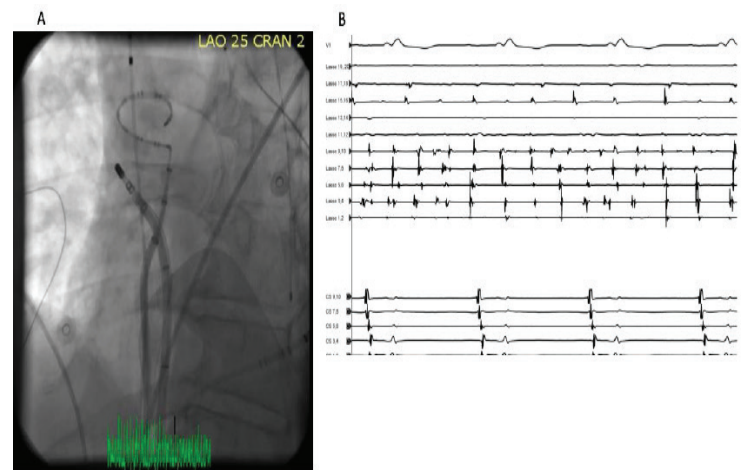 A
B
LAO 25 CRAN 2
V1
Lasso 19,20
Lasso 17,18
Lasso 15,16
Lasso 13,14
Lasso 11,12
Lasso 9,10
Lasso 7,8
Lasso 5,6
Lasso 3,4
Lasso 1,2
CS 9,10
CS 7,8
CS 5,6
CS 3,4